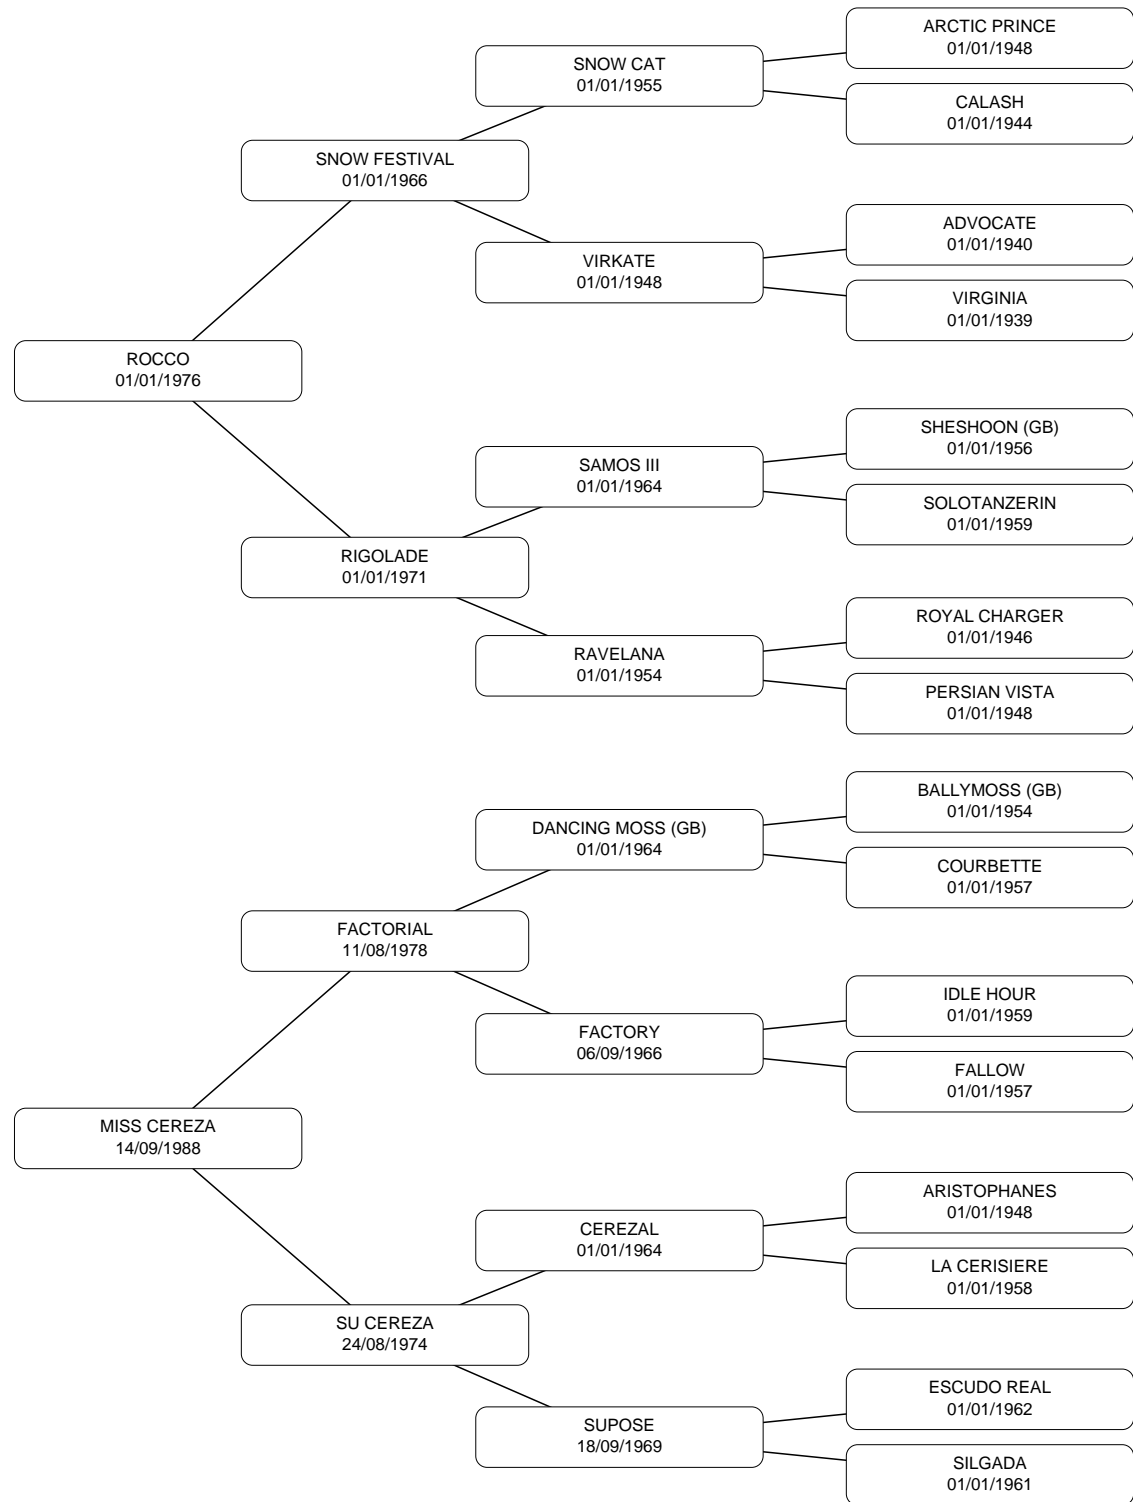 ARCTIC PRINCE
01/01/1948
SNOW CAT
01/01/1955
CALASH
01/01/1944
SNOW FESTIVAL
01/01/1966
ADVOCATE
01/01/1940
VIRKATE
01/01/1948
VIRGINIA
01/01/1939
ROCCO
01/01/1976
SHESHOON (GB)
01/01/1956
SAMOS III
01/01/1964
SOLOTANZERIN
01/01/1959
RIGOLADE
01/01/1971
ROYAL CHARGER
01/01/1946
RAVELANA
01/01/1954
PERSIAN VISTA
01/01/1948
BALLYMOSS (GB)
01/01/1954
DANCING MOSS (GB)
01/01/1964
COURBETTE
01/01/1957
FACTORIAL
11/08/1978
IDLE HOUR
01/01/1959
FACTORY
06/09/1966
FALLOW
01/01/1957
MISS CEREZA
14/09/1988
ARISTOPHANES
01/01/1948
CEREZAL
01/01/1964
LA CERISIERE
01/01/1958
SU CEREZA
24/08/1974
ESCUDO REAL
01/01/1962
SUPOSE
18/09/1969
SILGADA
01/01/1961